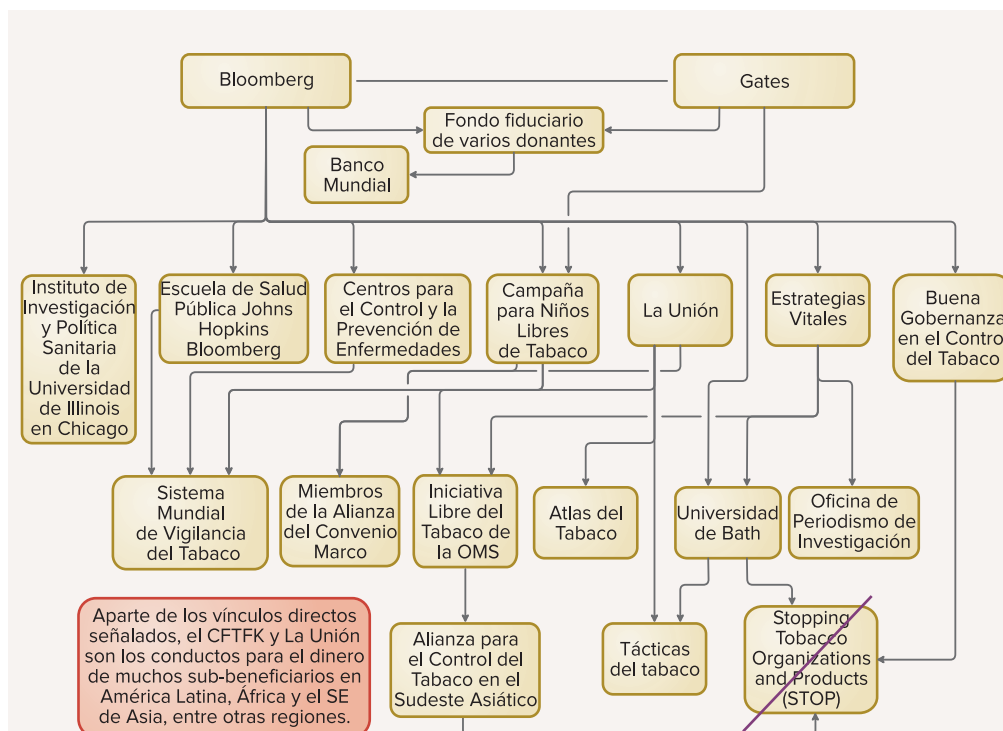 Bloomberg
Gates
Fondo fiduciario
de varios donantes
Banco
Mundial
Instituto de
Investigación
y Política
Sanitaria
de la
Universidad
de Illinois
en Chicago
Escuela de Salud
Pública Johns
Hopkins
Bloomberg
Centros para
el Control y la
Prevención de
Enfermedades
Campaña
para Niños
Libres
de Tabaco
La Unión
Estrategias
Vitales
Buena
Gobernanza
en el Control
del Tabaco
Sistema
Mundial
de Vigilancia
del Tabaco
Miembros
de la Alianza
del Convenio
Marco
Iniciativa
Libre del
Tabaco de
la OMS
Atlas del
Tabaco
Universidad
de Bath
Oficina de
Periodismo de
Investigación
Aparte de los vínculos directos
señalados, el CFTFK y La Unión
son los conductos para el dinero
de muchos sub-beneficiarios en
América Latina, África y el SE
de Asia, entre otras regiones.
Alianza para
el Control del
Tabaco en el
Sudeste Asiático
Tácticas
del tabaco
Stopping
Tobacco
Organizations
and Products
(STOP)